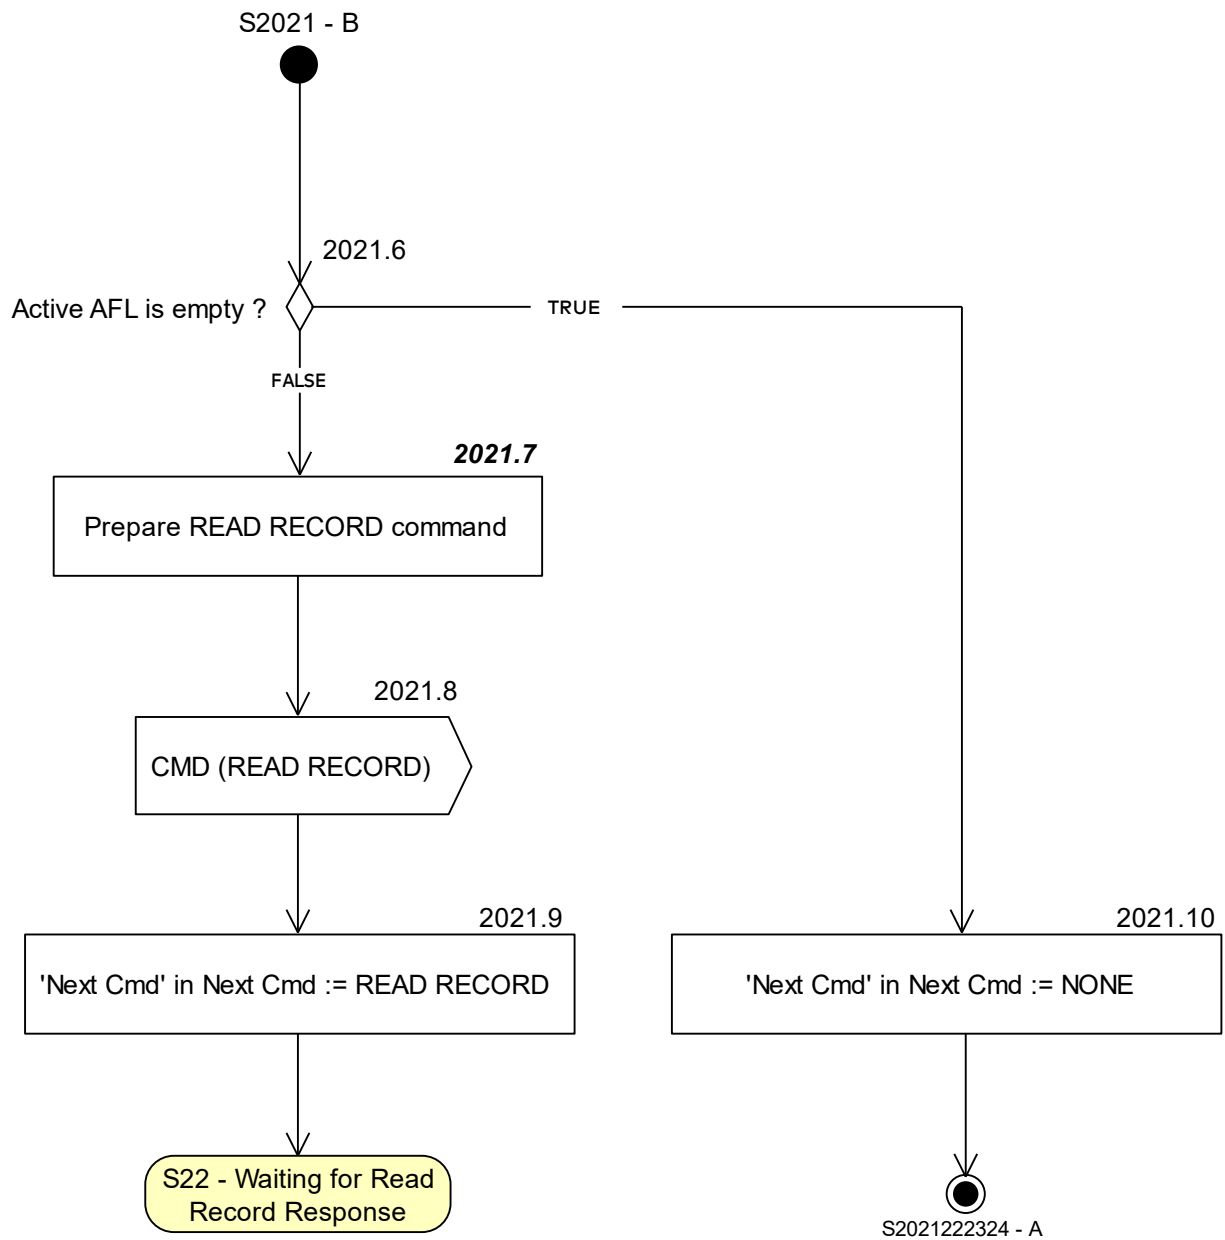 S2021 - B
2021.6
Active AFL is empty ?
TRUE
FALSE
2021.7
Prepare READ RECORD command
2021.8
CMD (READ RECORD)
2021.9
'Next Cmd' in Next Cmd := READ RECORD
2021.10
'Next Cmd' in Next Cmd := NONE
S22 - Waiting for Read
Record Response
S2021222324 - A